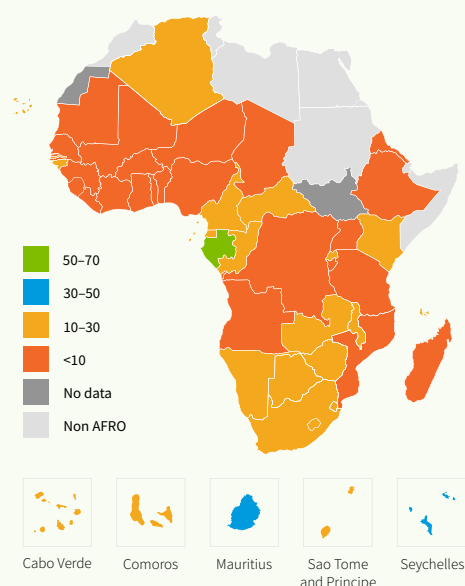 50–70
30–50
10–30
<10
No data
Non AFRO
Cabo Verde
Comoros
Mauritius
Sao Tome
and Principe
Seychelles